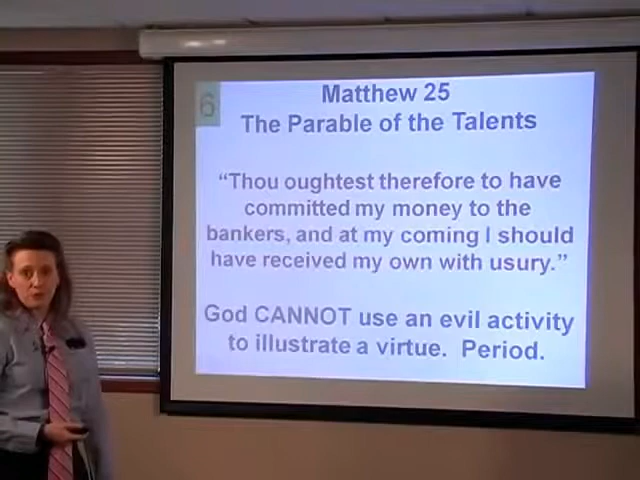 6
Matthew 25
The Parable of the Talents
“Thou oughtest therefore to have
committed my money to the
bankers, and at my coming I should
have received my own with usury.”
God CANNOT use an evil activity
to illustrate a virtue. Period.